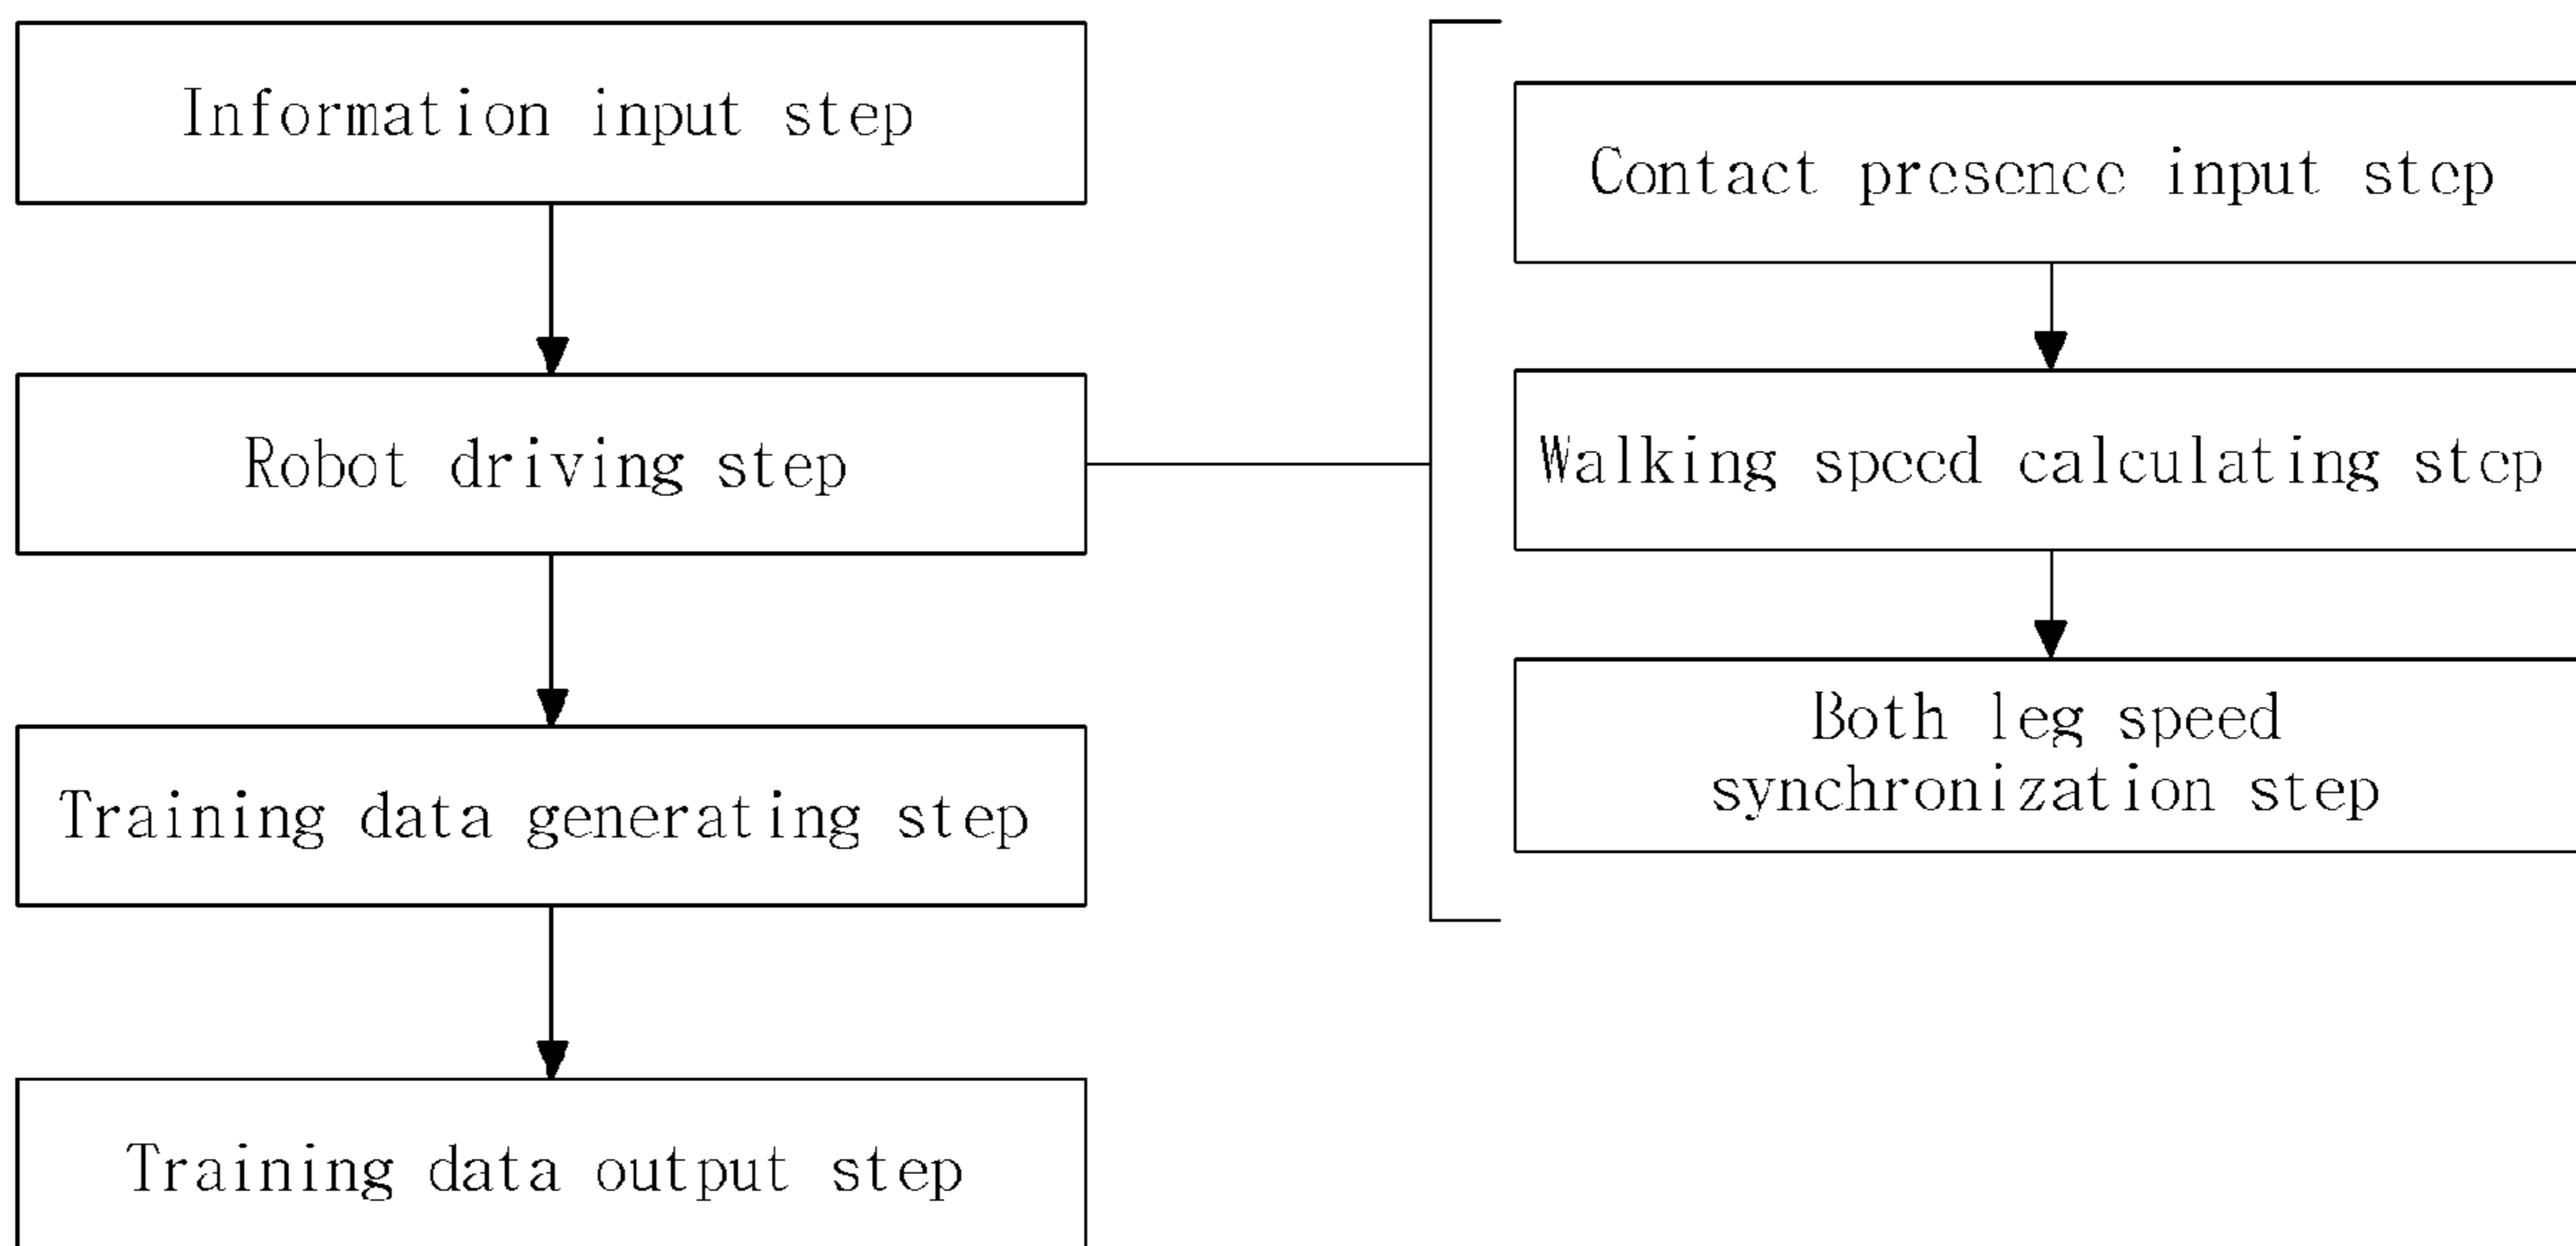 Information input step
Robot driving step
Training data generating step
Training data output step
Contact presence input step
Walking speed calculating step
Both leg speed
synchronization step